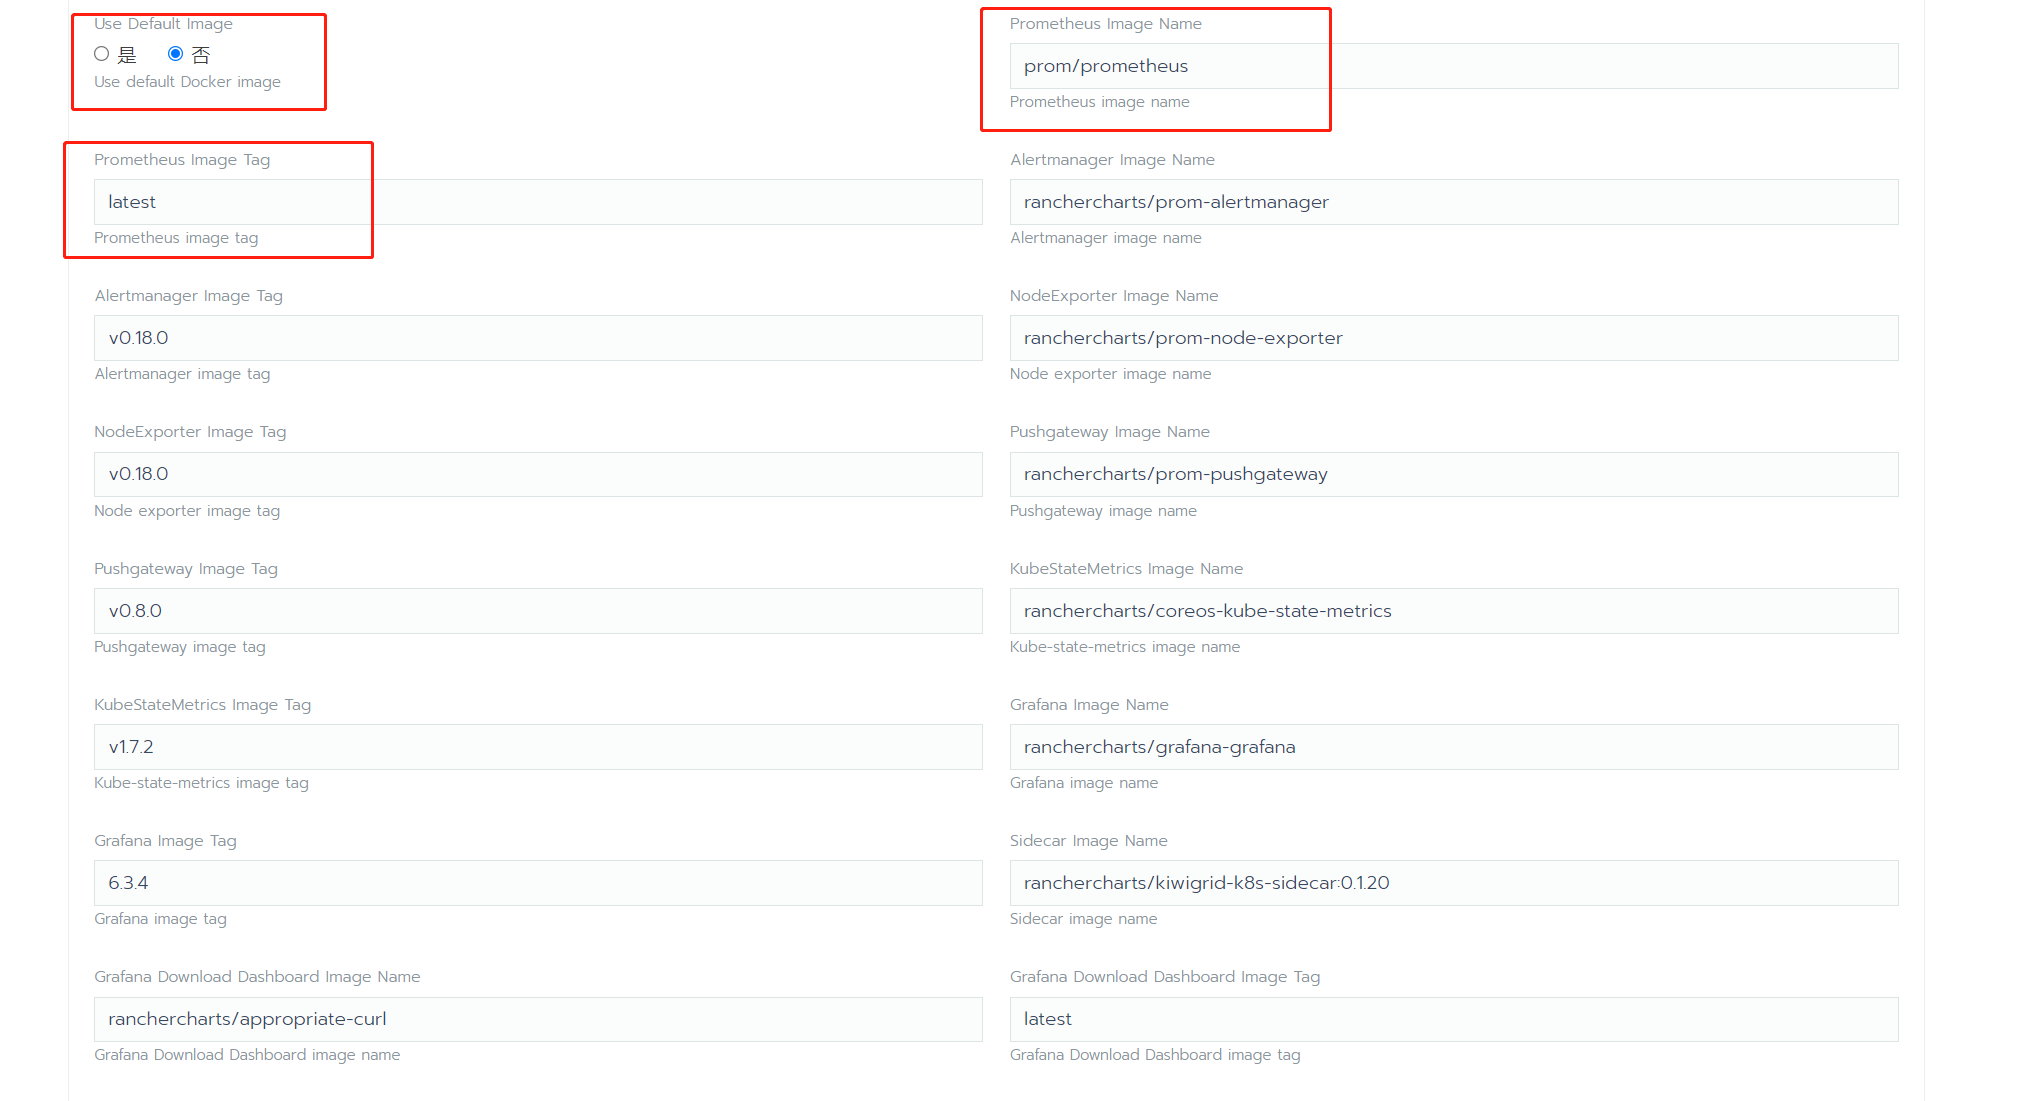 Use Default Image
是 否
Use default Docker image
Prometheus Image Name
prom/prometheus
Prometheus image name
Prometheus Image Tag
latest
Prometheus image tag
Alertmanager Image Name
ranchercharts/prom-alertmanager
Alertmanager image name
Alertmanager Image Tag
v0.18.0
Alertmanager image tag
NodeExporter Image Name
ranchercharts/prom-node-exporter
Node exporter image name
NodeExporter Image Tag
v0.18.0
Node exporter image tag
Pushgateway Image Name
ranchercharts/prom-pushgateway
Pushgateway image name
Pushgateway Image Tag
v0.8.0
Pushgateway image tag
KubeStateMetrics Image Name
ranchercharts/coreos-kube-state-metrics
Kube-state-metrics image name
KubeStateMetrics Image Tag
v1.7.2
Kube-state-metrics image tag
Grafana Image Name
ranchercharts/grafana-grafana
Grafana image name
Grafana Image Tag
6.3.4
Grafana image tag
Sidecar Image Name
ranchercharts/kiwigrid-k8s-sidecar:0.1.20
Sidecar image name
Grafana Download Dashboard Image Name
ranchercharts/appropriate-curl
Grafana Download Dashboard image name
Grafana Download Dashboard Image Tag
latest
Grafana Download Dashboard image tag